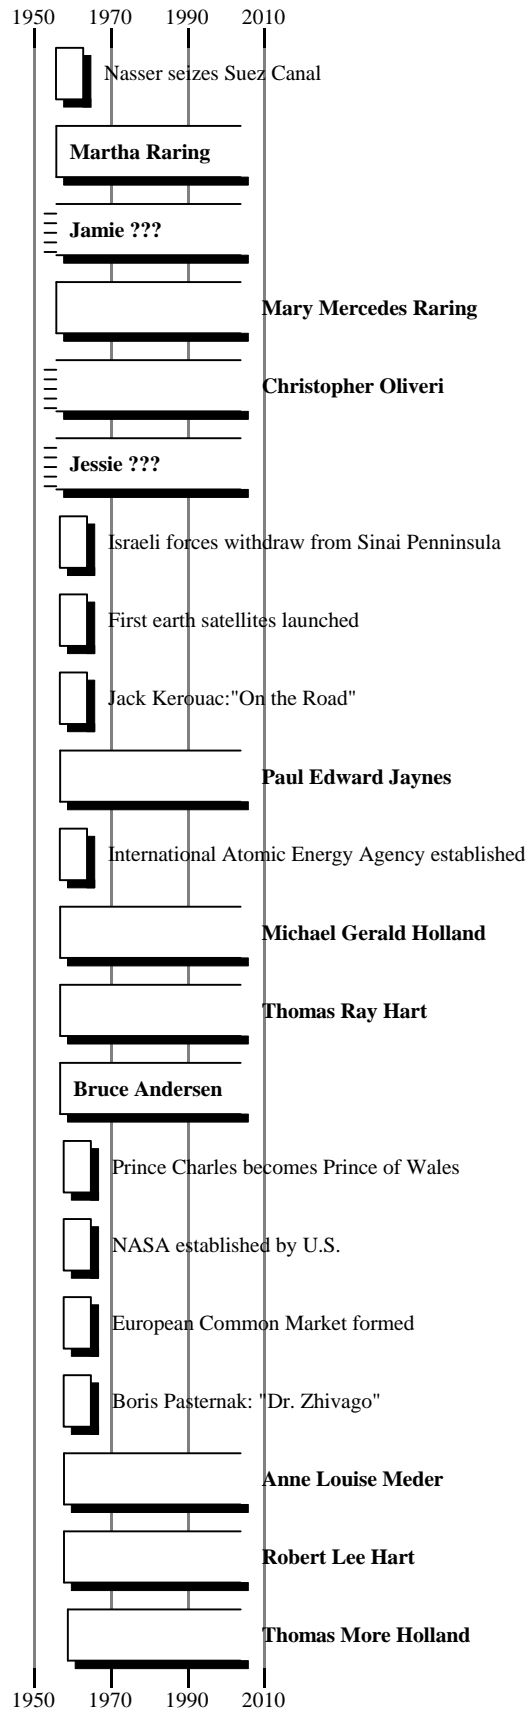 1950 1970 1990 2010
Nasser seizes Suez Canal
Martha Raring
Jamie ???
Mary Mercedes Raring
Christopher Oliveri
Jessie ???
Israeli forces withdraw from Sinai Penninsula
First earth satellites launched
Jack Kerouac:"On the Road"
Paul Edward Jaynes
International Atomic Energy Agency established
Michael Gerald Holland
Thomas Ray Hart
Bruce Andersen
Prince Charles becomes Prince of Wales
NASA established by U.S.
European Common Market formed
Boris Pasternak: "Dr. Zhivago"
Anne Louise Meder
Robert Lee Hart
Thomas More Holland
1950 1970 1990 2010